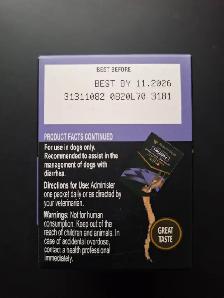 BEST BEFORE
BEST BY 11.2026
31311082 0820L70 3181
PRODUCT FACTS CONTINUED
For use in dogs only.
Recommended to assist in the
management of dogs with
diarrhea.
Directions for Use: Administer
one packet daily or as directed by
your veterinarian.
Warnings: Not for human
consumption. Keep out of the
reach of children and animals. In
case of accidental overdose,
contact a health professional
immediately.
GREAT
TASTE